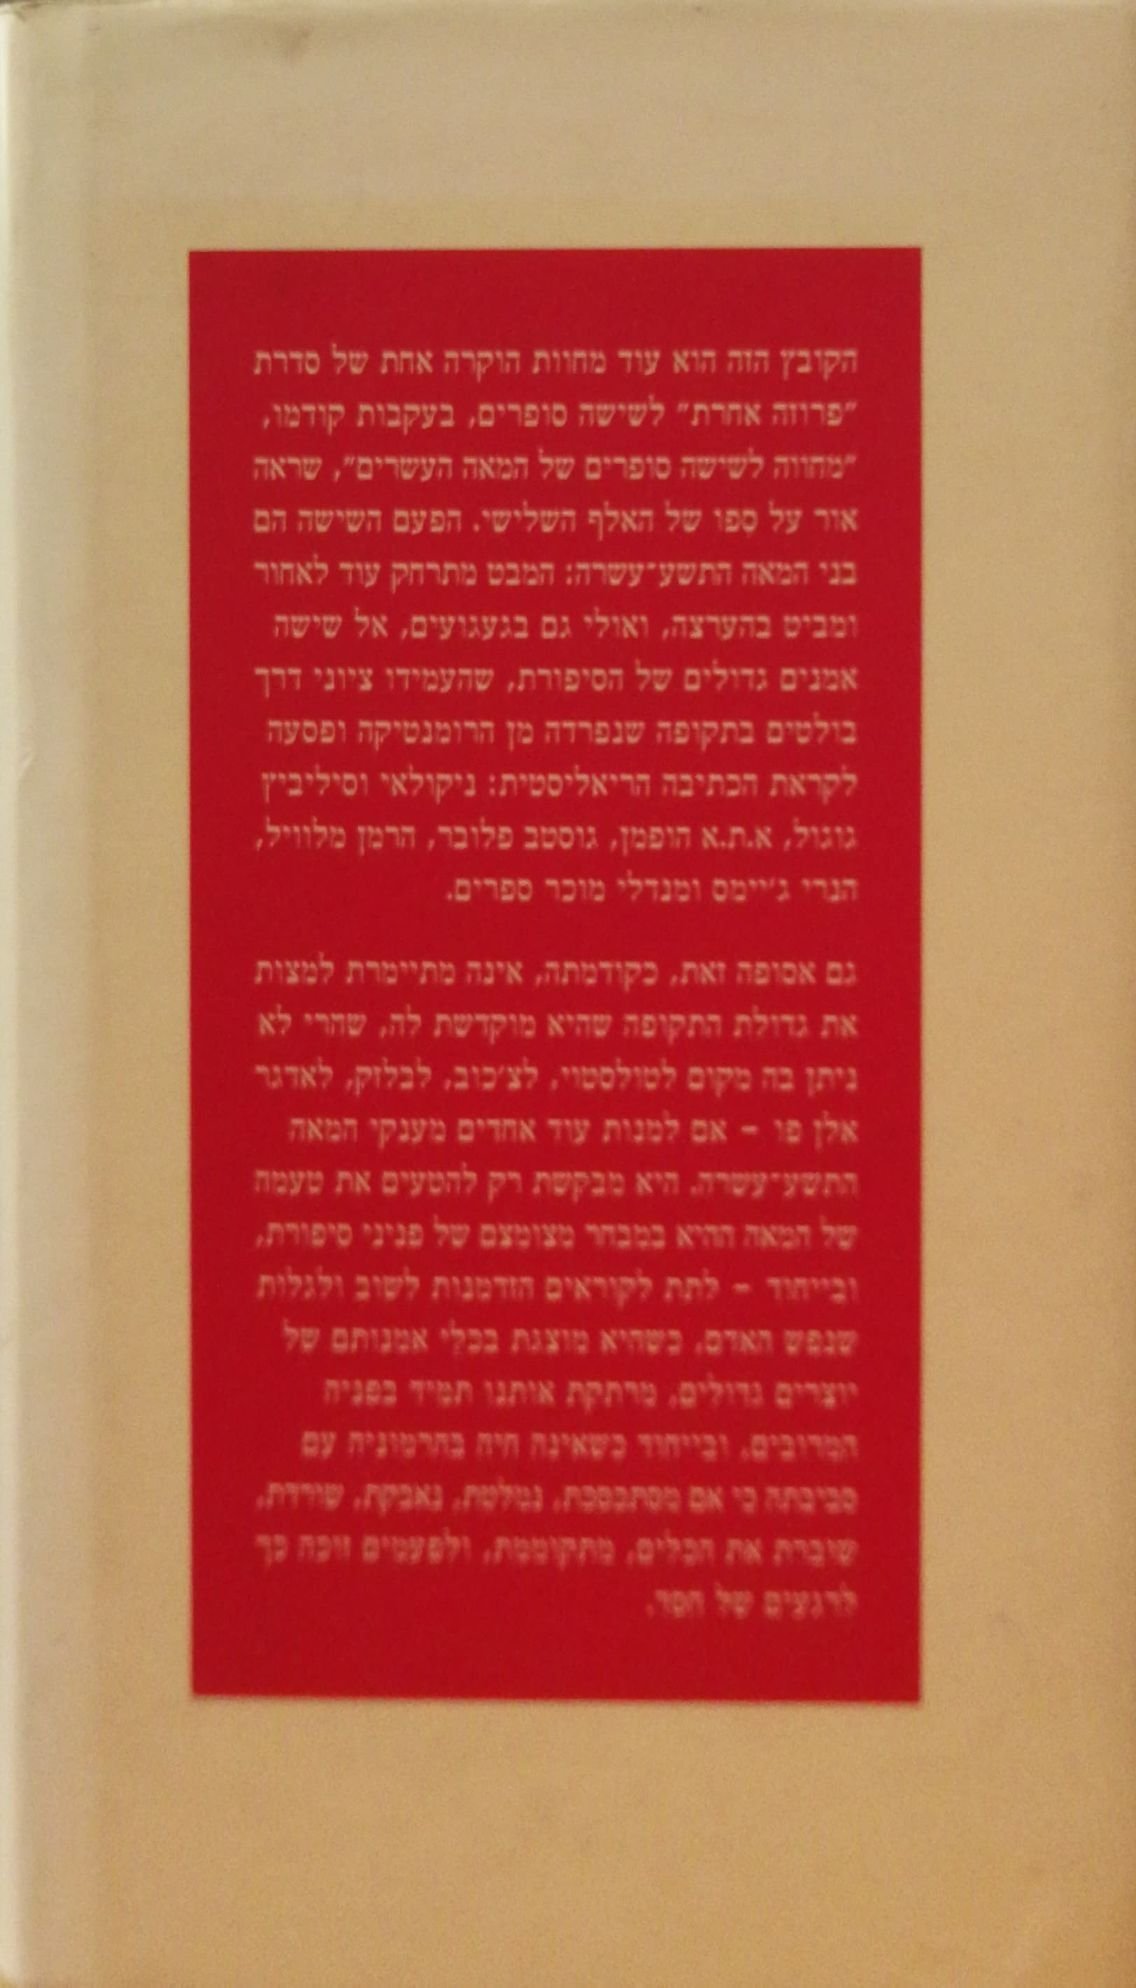 הקובץ הזה הוא עוד מחוות הוקרה אחת של סדרת
"פרוזה אחרת" לשישה סופרים, בעקבות קודמו,
"מחווה לשישה סופרים של המאה העשרים", שראה
אור על סִפו של האלף השלישי. הפעם השישה הם
בני המאה התשע־עשרה: המבט מתרחק עוד לאחור
ומביט בהערצה, ואולי גם בגעגועים, אל שישה
אמנים גדולים של הסיפורת, שהעמידו ציוני דרך
בולטים בתקופה שנפרדה מן הרומנטיקה ופסעה
לקראת הכתיבה הריאליסטית: ניקולאי וסיליביץ
גוגול, א.ת.א הופמן, גוסטב פלובר, הרמן מלוויל,
הנרי ג'יימס ומנדלי מוכר ספרים.
גם אסופה זאת, כקודמתה, אינה מתיימרת למצות
את גדולת התקופה שהיא מוקדשת לה, שהרי לא
ניתן בה מקום לטולסטוי, לצ'כוב, לבלזק, לאדגר
אלן פו – אם למנות עוד אחדים מענקי המאה
התשע־עשרה. היא מבקשת רק להטעים את טעמה
של המאה ההיא במבחר מצומצם של פניני סיפורת,
ובייחוד – לתת לקוראים הזדמנות לשוב ולגלות
שנפש האדם, כשהיא מוצגת בכלי אמנותם של
יוצרים גדולים, מרתקת אותנו תמיד בפניה
המרובים, ובייחוד כשאינה חיה בהרמוניה עם
סביבתה כי אם מסתבכת, נמלטת, נאבקת, שורדת,
שוברת את הכלים, מתקוממת, ולפעמים זוכה כך
לרגעים של חסד.